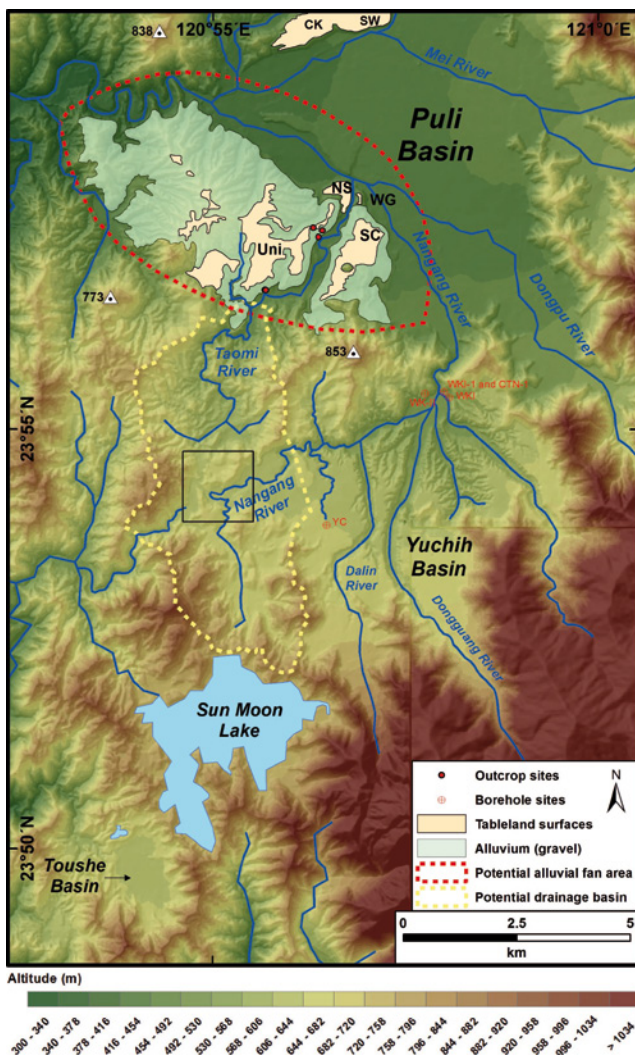 120°55´E
121°0´E
838
CK
SW
Mei River
Puli
Basin
NS
WG
Uni
SC
Nangang River
Dongpu River
773
Taomi
River
853
WKI-1 and CTN-1
WKII
23°55´N
Nangang
River
YC
Yuchih
Basin
Dalin
River
Dongguang River
Sun Moon
Lake
23°50´N
Toushe
Basin
N
Outcrop sites
Borehole sites
Tableland surfaces
Alluvium (gravel)
Potential alluvial fan area
Potential drainage basin
0 2.5 5
km
Altitude (m)
300 - 340
340 - 378
378 - 416
416 - 454
454 - 492
492 - 530
530 - 568
568 - 606
606 - 644
644 - 682
682 - 720
720 - 758
758 - 796
796 - 844
844 - 882
882 - 920
920 - 958
958 - 996
996 - 1034
> 1034